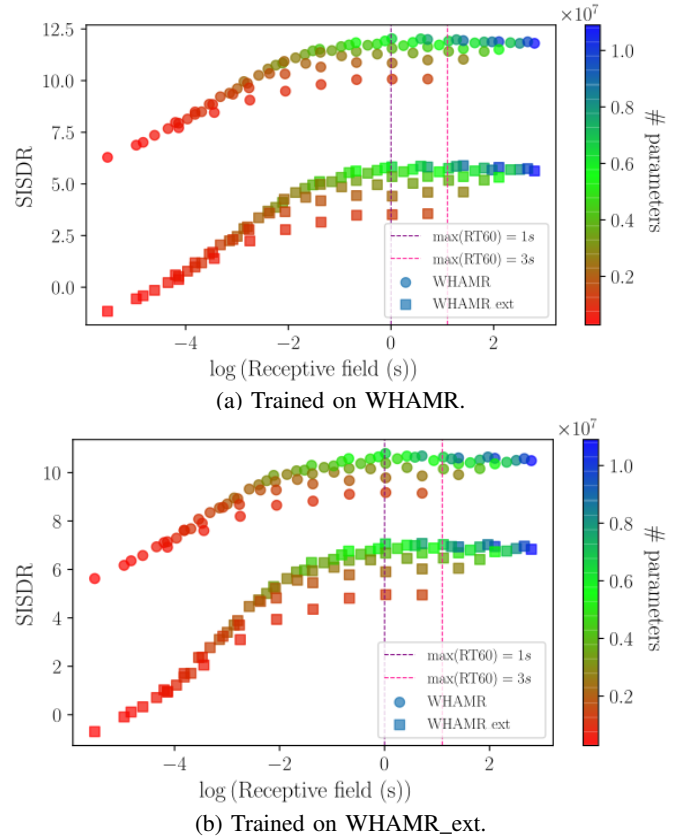 ×10⁷
12.5
10.0
7.5
5.0
2.5
0.0
SISDR
max(RT60) = 1s
max(RT60) = 3s
WHAMR
WHAMR ext
−4 −2 0 2
log (Receptive field (s))
1.0
0.8
0.6
0.4
0.2
# parameters
(a) Trained on WHAMR.
×10⁷
10
8
6
4
2
0
SISDR
max(RT60) = 1s
max(RT60) = 3s
WHAMR
WHAMR ext
−4 −2 0 2
log (Receptive field (s))
1.0
0.8
0.6
0.4
0.2
# parameters
(b) Trained on WHAMR_ext.